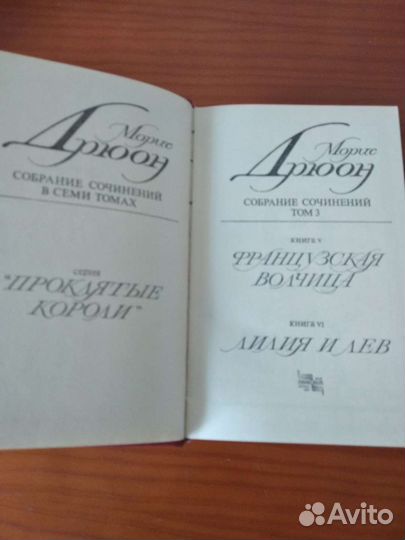 Морис
Дрюон
СОБРАНИЕ СОЧИНЕНИЙ
В СЕМИ ТОМАХ
СЕРИЯ
"ПРОКЛЯТЫЕ
КОРОЛИ"
Морис
Дрюон
СОБРАНИЕ СОЧИНЕНИЙ
ТОМ 3
КНИГА V
ФРАНЦУЗСКАЯ
ВОЛЧИЦА
КНИГА VI
ЛИЛИЯ И ЛЕВ
Avito